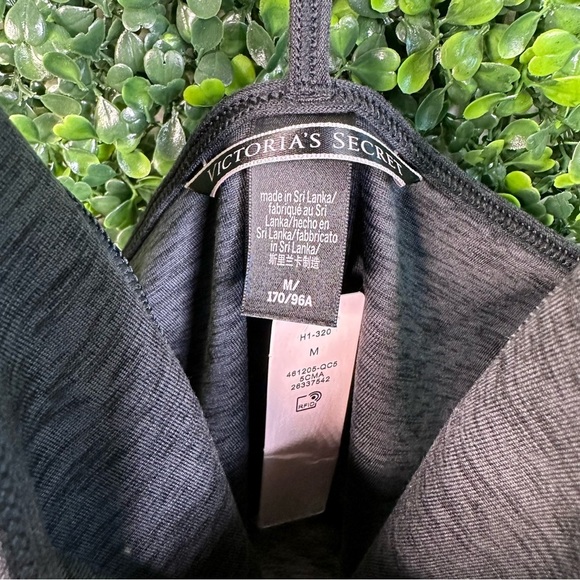 VICTORIA'S SECRET
made in Sri Lanka/
fabriqué au Sri
Lanka/hecho en
Sri Lanka/fabbricato
in Sri Lanka/
斯里兰卡制造
M/
170/96A
H1-320
M
461205-QC5
5CMA
26337542
RFID